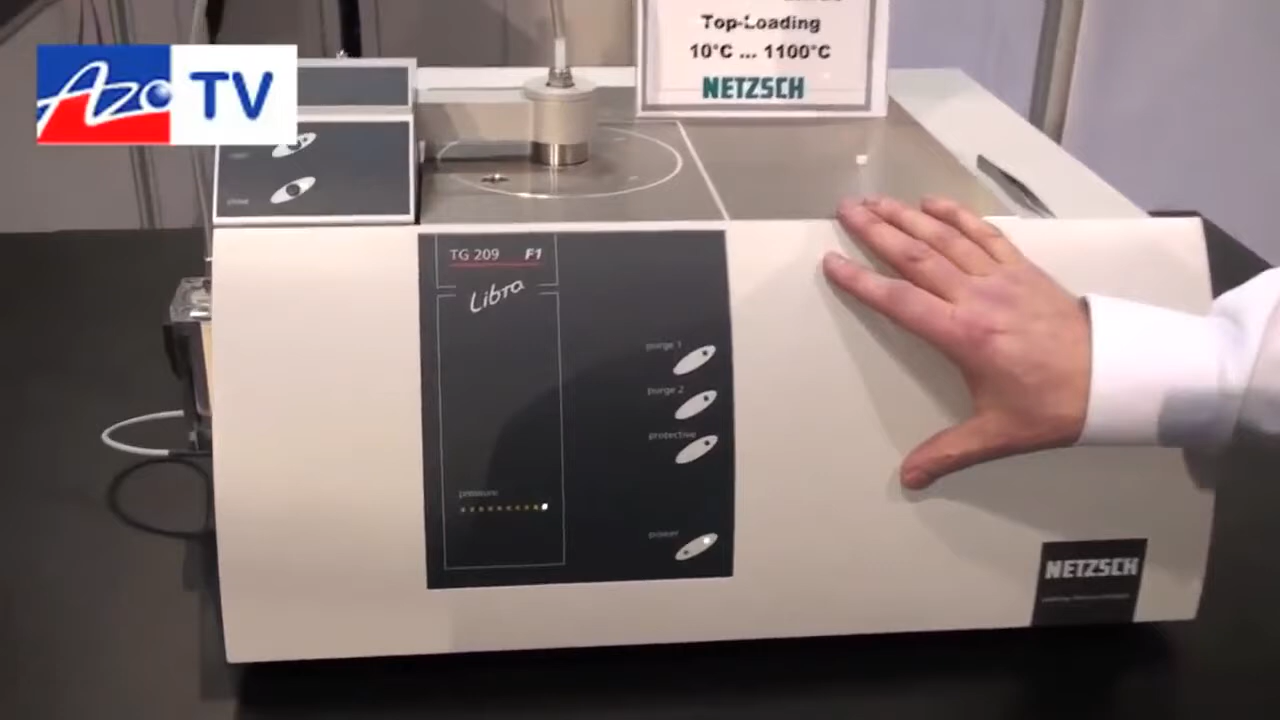 AZo TV
Top-Loading
10°C ... 1100°C
NETZSCH
close
TG 209 F1
Libra
purge 1
purge 2
protective
pressure
power
NETZSCH